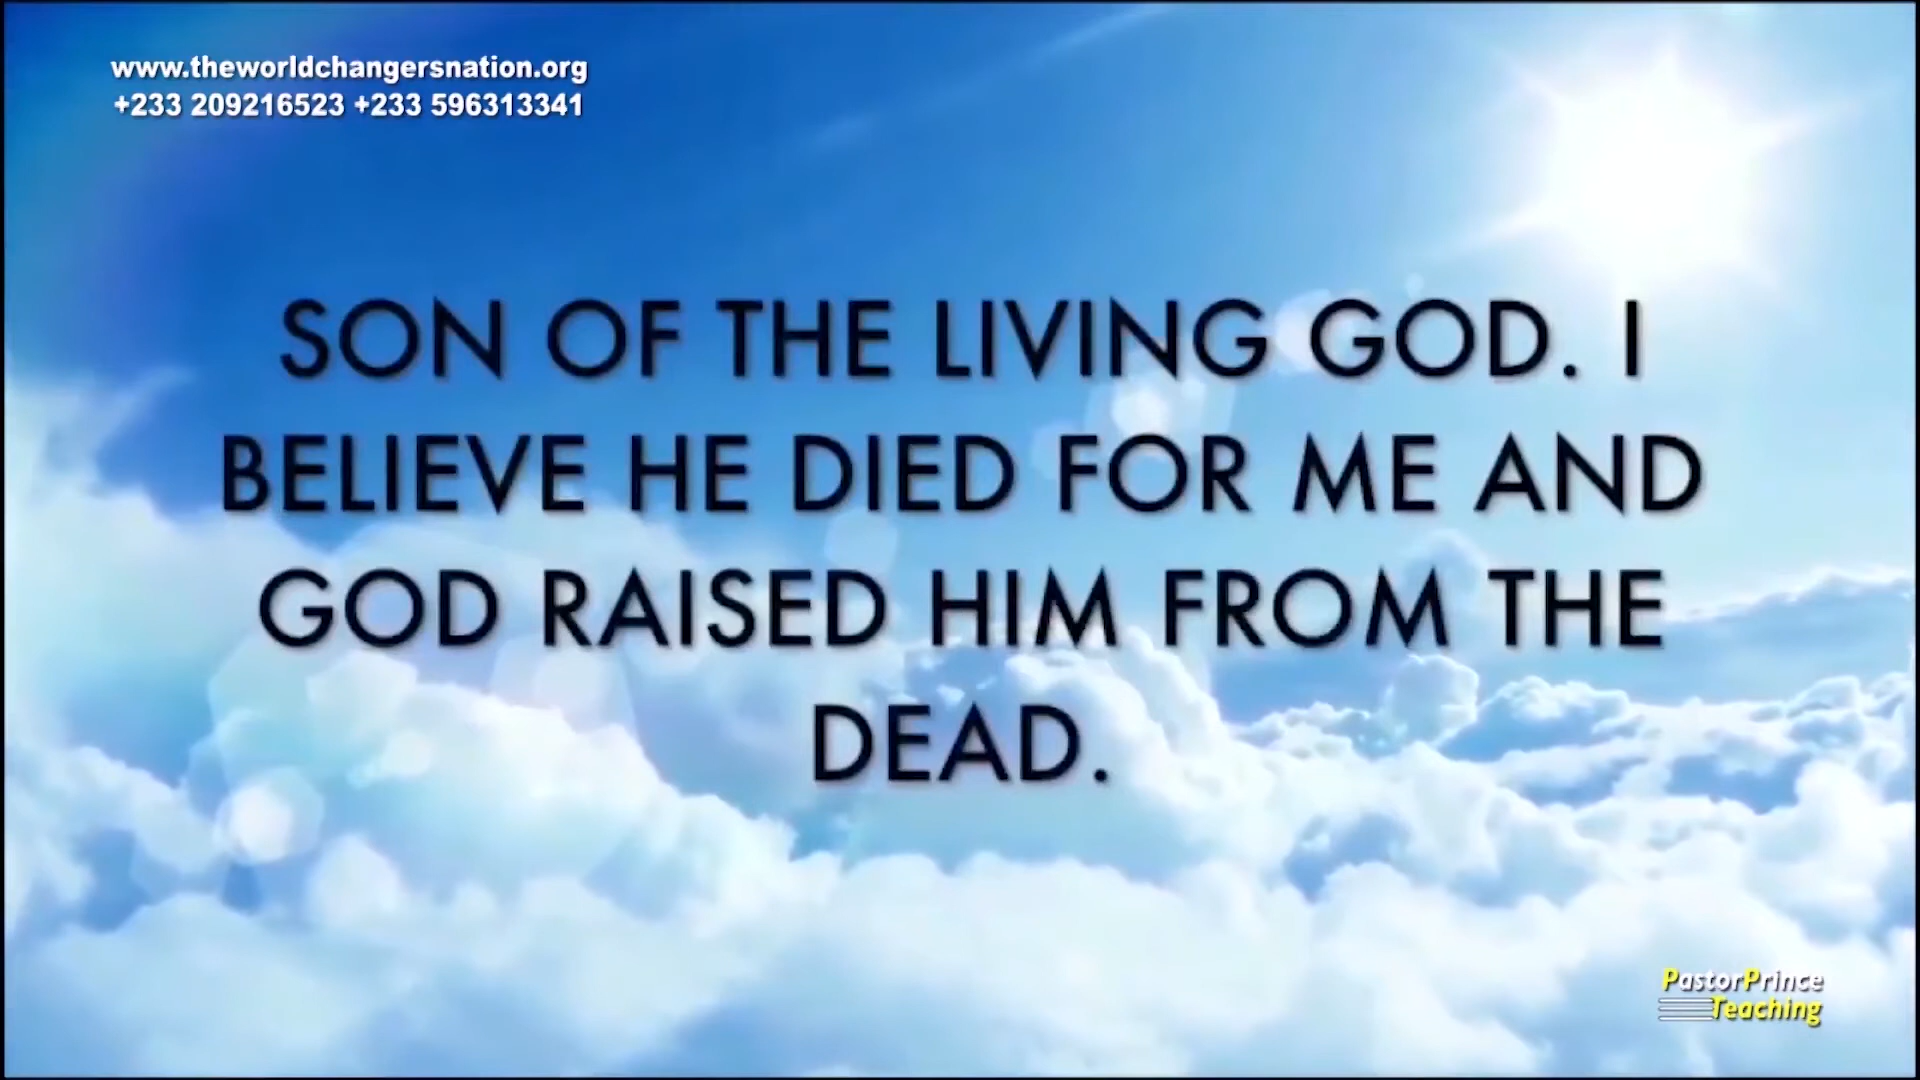 www.theworldchangersnation.org
+233 209216523 +233 596313341
SON OF THE LIVING GOD. I
BELIEVE HE DIED FOR ME AND
GOD RAISED HIM FROM THE
DEAD.
PastorPrince
Teaching